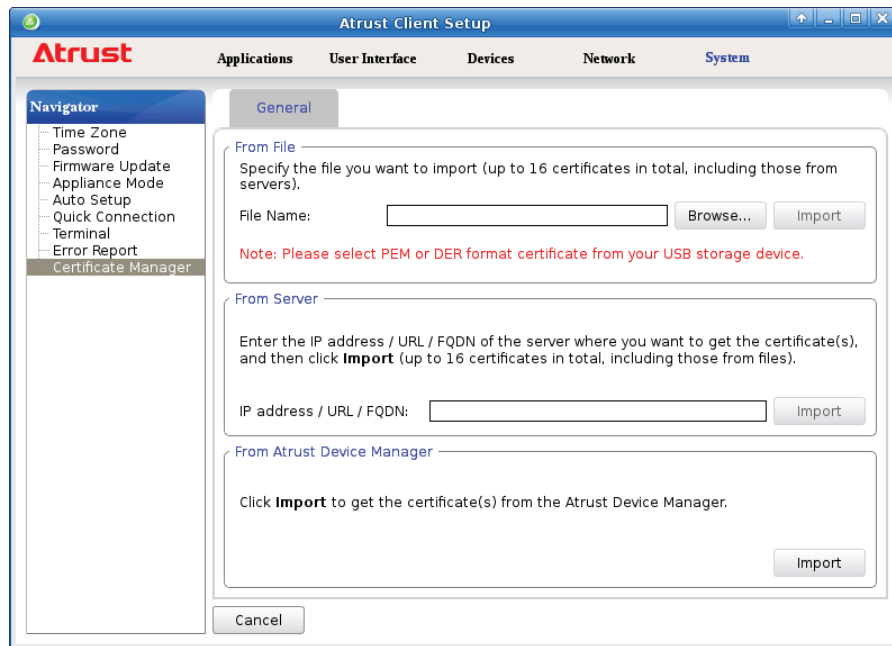 Atrust Client Setup
Atrust
Applications User Interface Devices Network System
Navigator
Time Zone
Password
Firmware Update
Appliance Mode
Auto Setup
Quick Connection
Terminal
Error Report
Certificate Manager
General
From File
Specify the file you want to import (up to 16 certificates in total, including those from
servers).
File Name: Browse... Import
Note: Please select PEM or DER format certificate from your USB storage device.
From Server
Enter the IP address / URL / FQDN of the server where you want to get the certificate(s),
and then click Import (up to 16 certificates in total, including those from files).
IP address / URL / FQDN: Import
From Atrust Device Manager
Click Import to get the certificate(s) from the Atrust Device Manager.
Import
Cancel